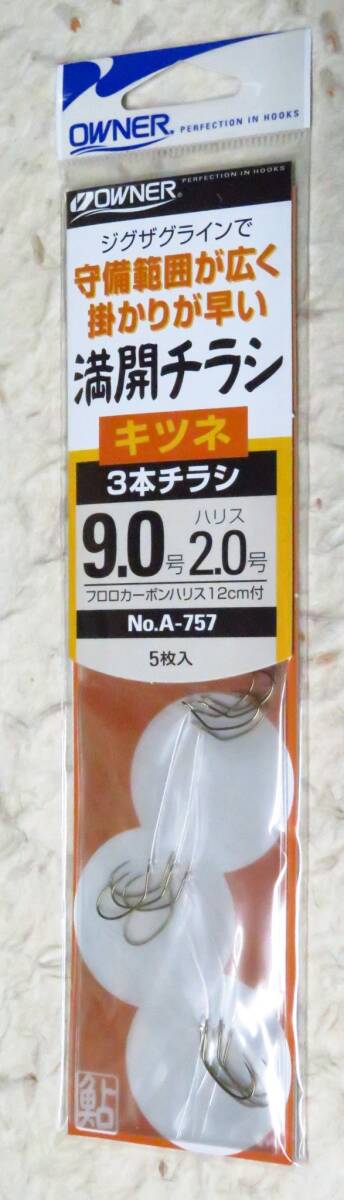 OWNER® PERFECTION IN HOOKS
OWNER® PERFECTION IN HOOKS
ジグザグラインで
守備範囲が広く
掛かりが早い
満開チラシ
キツネ
3本チラシ
9.0号 ハリス 2.0号
フロロカーボンハリス12cm付
No.A-757
5枚入
鮎